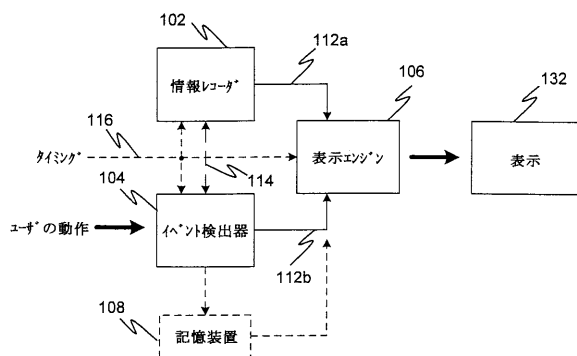 102
112a
情報ﾚｺｰﾀﾞ
106
132
116
ﾀｲﾐﾝｸﾞ
表示ｴﾝｼﾞﾝ
表示
104
114
ﾕｰｻﾞの動作
ｲﾍﾞﾝﾄ検出器
112b
108
記憶装置